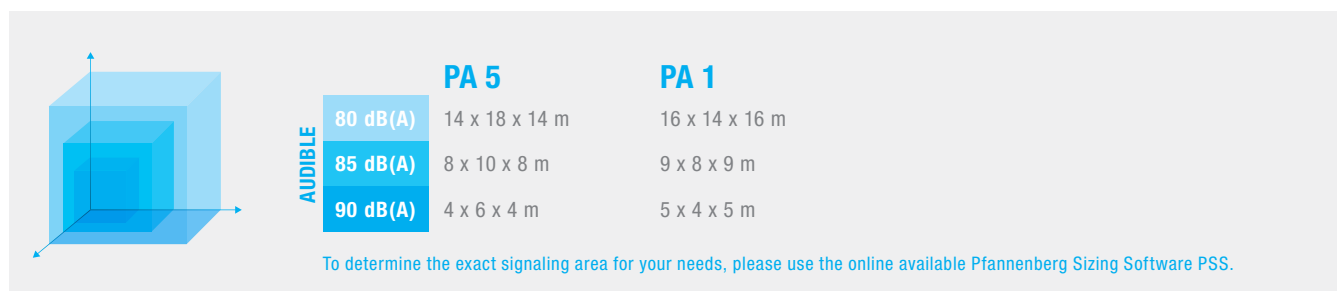 PA 5 PA 1
AUDIBLE
80 dB(A) 14 x 18 x 14 m 16 x 14 x 16 m
85 dB(A) 8 x 10 x 8 m 9 x 8 x 9 m
90 dB(A) 4 x 6 x 4 m 5 x 4 x 5 m
To determine the exact signaling area for your needs, please use the online available Pfannenberg Sizing Software PSS.